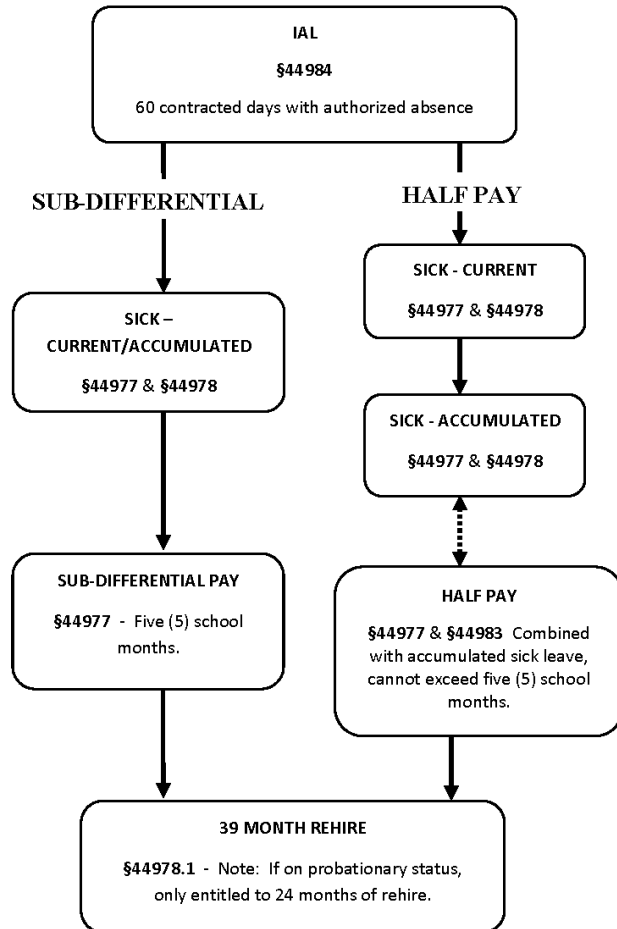 IAL
§44984
60 contracted days with authorized absence
SUB-DIFFERENTIAL
HALF PAY
SICK –
CURRENT/ACCUMULATED
§44977 & §44978
SICK - CURRENT
§44977 & §44978
SICK - ACCUMULATED
§44977 & §44978
SUB-DIFFERENTIAL PAY
§44977 - Five (5) school
months.
HALF PAY
§44977 & §44983 Combined
with accumulated sick leave,
cannot exceed five (5) school
months.
39 MONTH REHIRE
§44978.1 - Note: If on probationary status,
only entitled to 24 months of rehire.